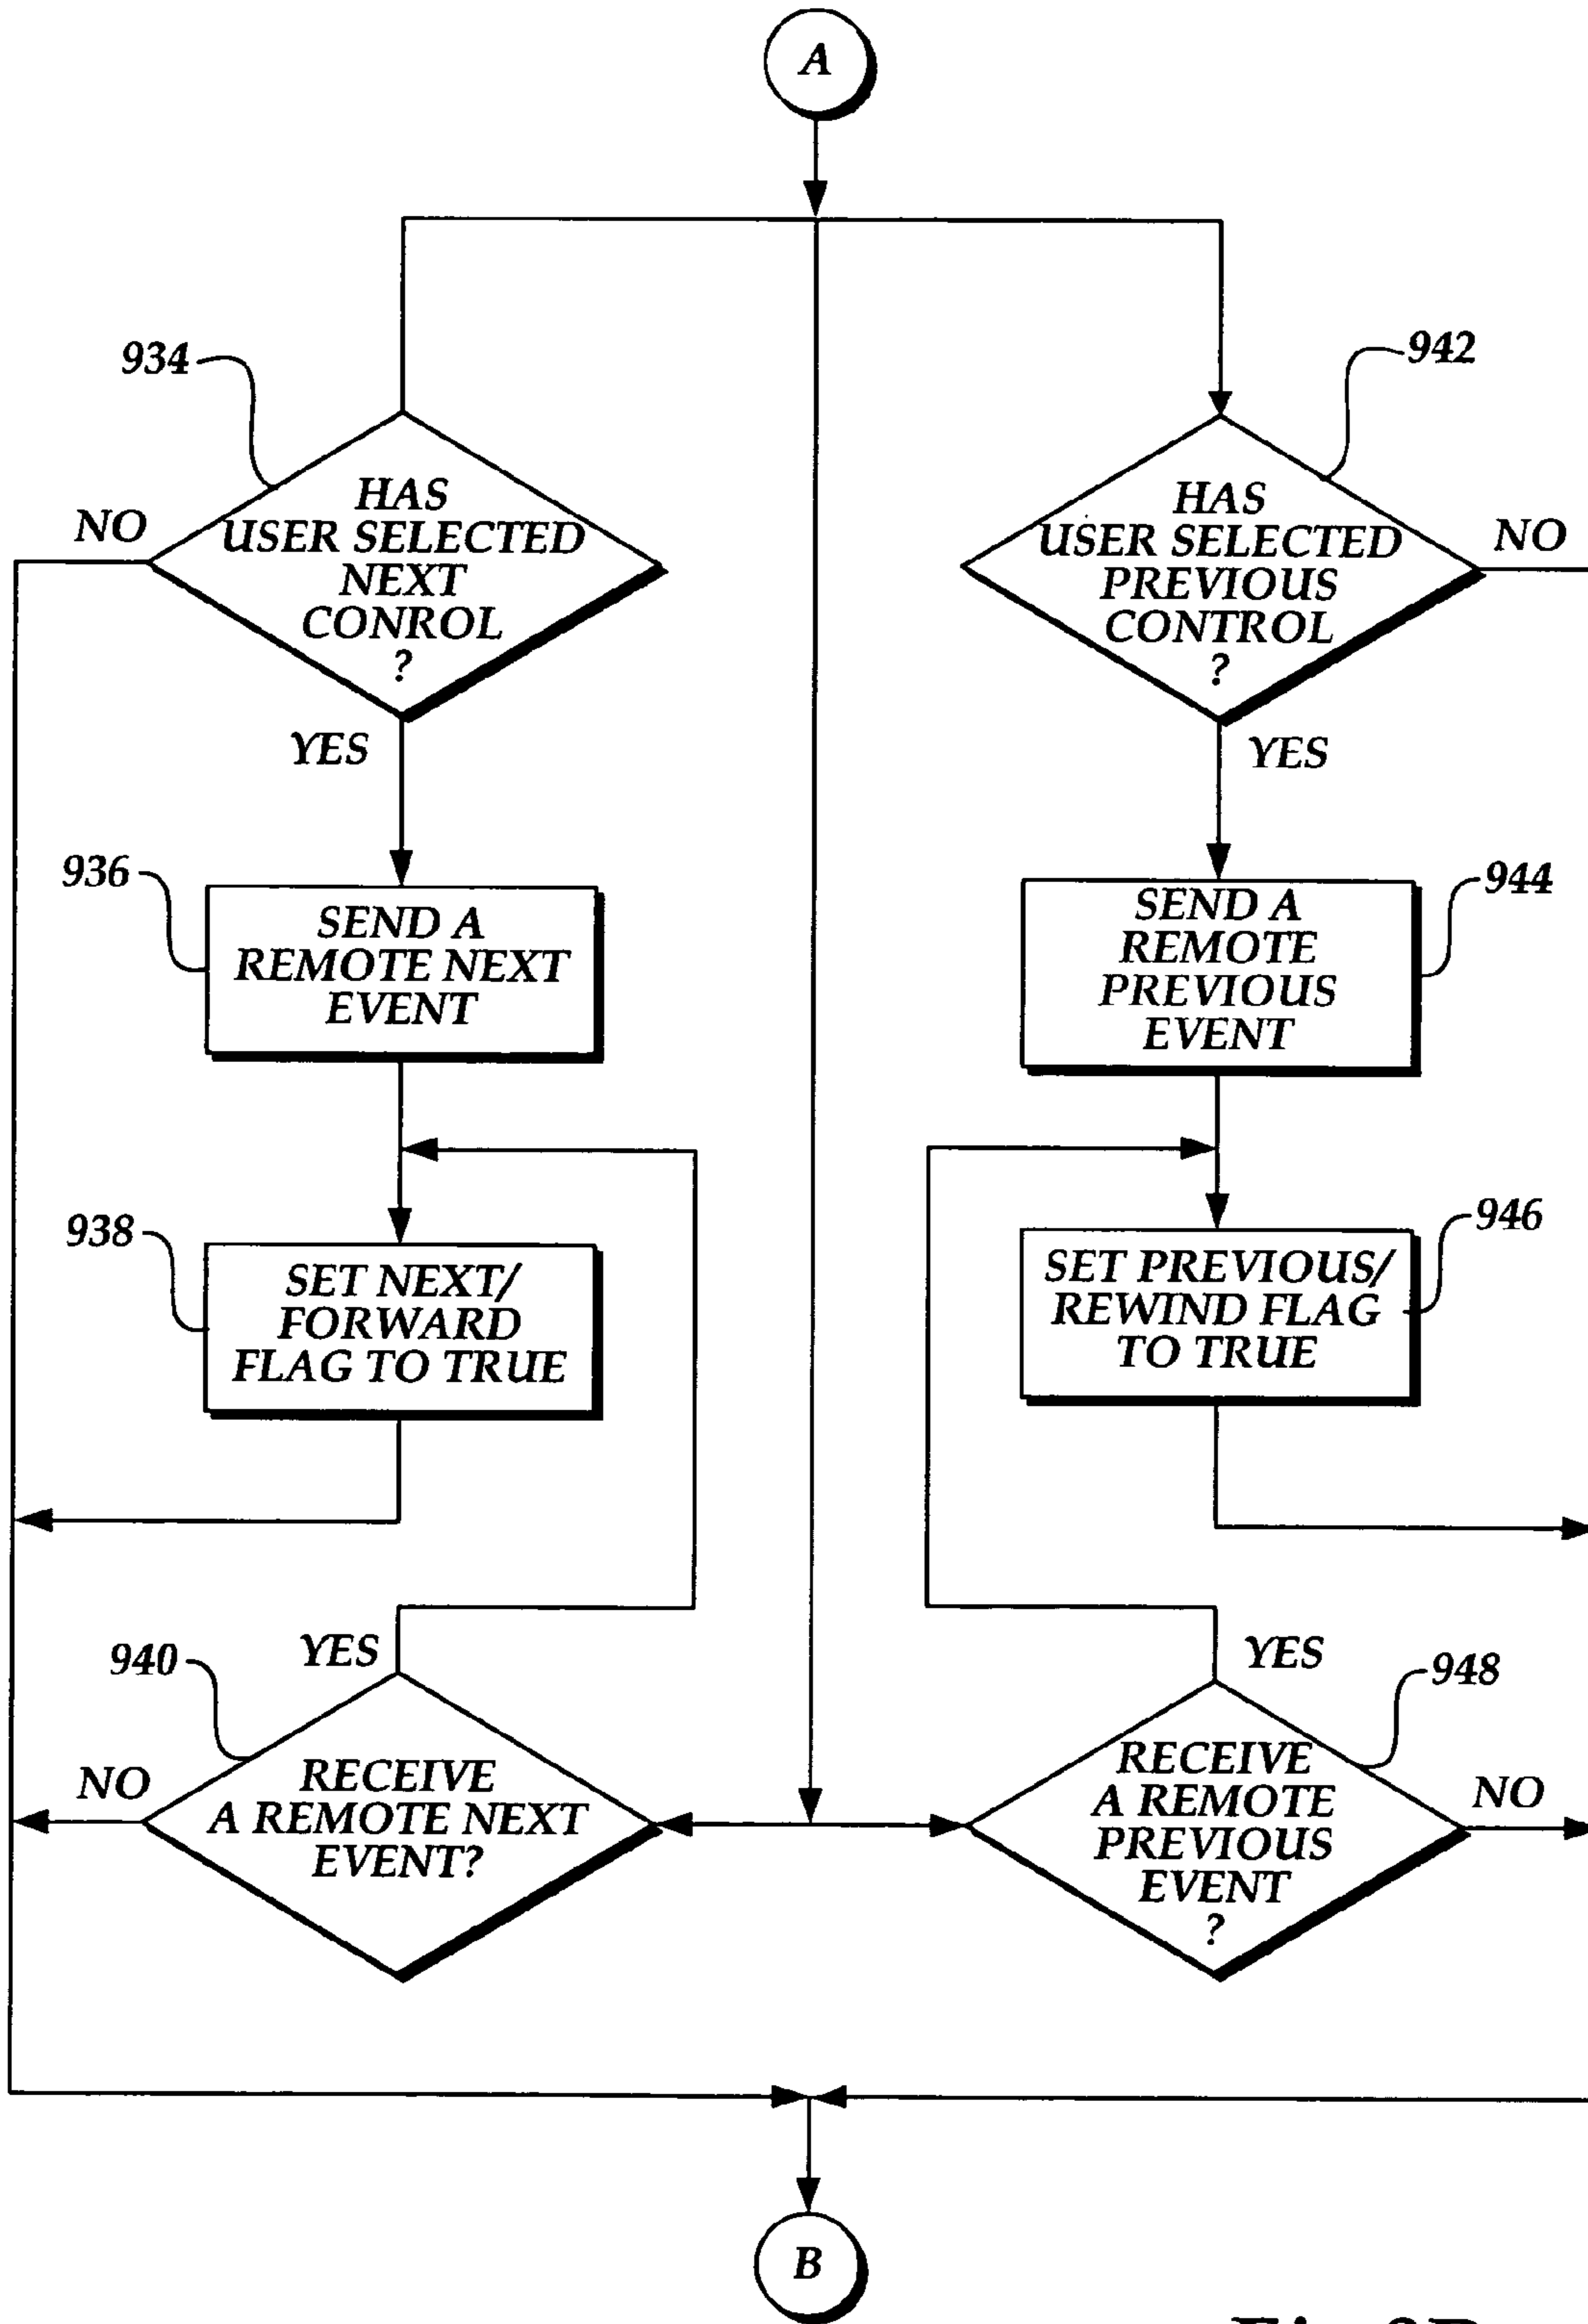 A
934
942
HAS
USER SELECTED
NEXT
CONROL
?
NO
HAS
USER SELECTED
PREVIOUS
CONTROL
?
NO
YES
YES
936
SEND A
REMOTE NEXT
EVENT
SEND A
REMOTE
PREVIOUS
EVENT
944
938
SET NEXT/
FORWARD
FLAG TO TRUE
SET PREVIOUS/
REWIND FLAG
TO TRUE
946
940
YES
YES
948
NO
RECEIVE
A REMOTE NEXT
EVENT?
RECEIVE
A REMOTE
PREVIOUS
EVENT
?
NO
B